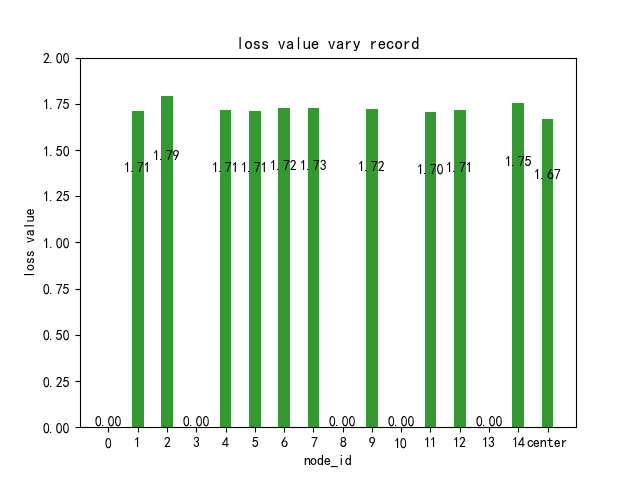 loss value vary record
2.00
1.75
1.50
1.25
1.00
0.75
0.50
0.25
0.00
loss value
0.00 1.71 1.79 0.00 1.71 1.71 1.72 1.73 0.00 1.72 0.00 1.70 1.71 0.00 1.75 1.67
0 1 2 3 4 5 6 7 8 9 10 11 12 13 14 center
node_id